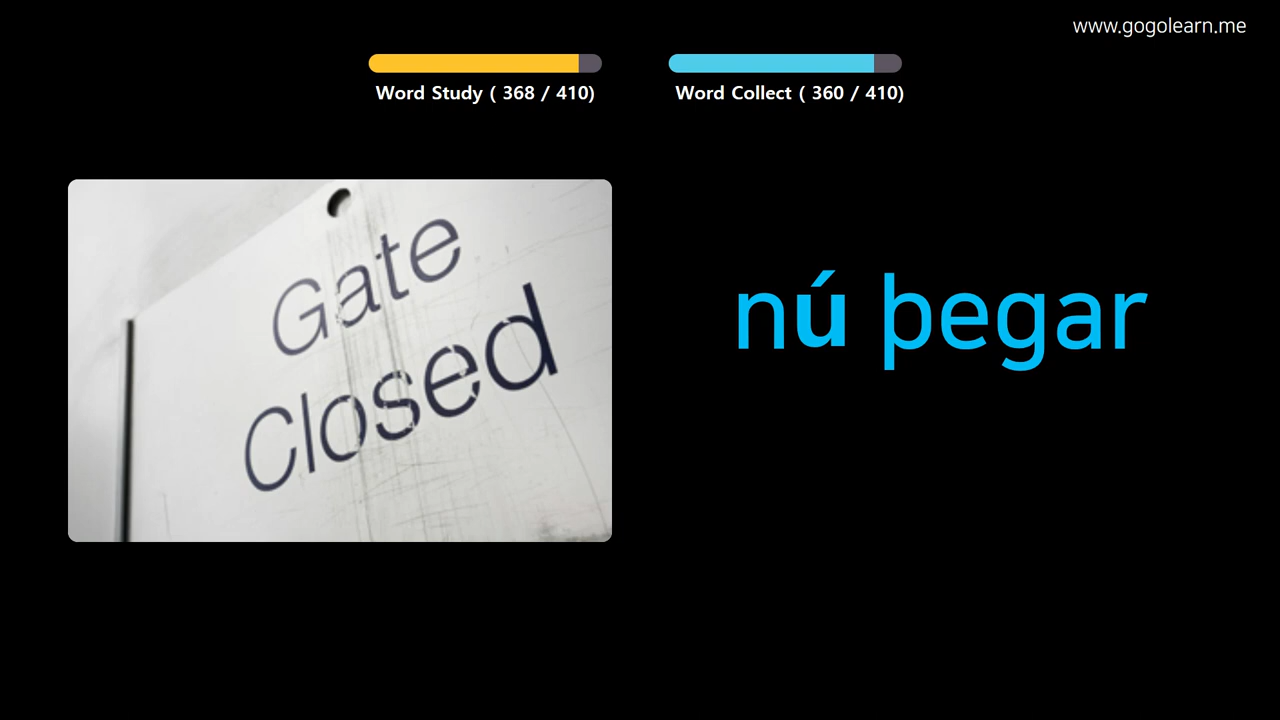 www.gogolearn.me
Word Study ( 368 / 410)
Word Collect ( 360 / 410)
Gate
Closed
nú þegar